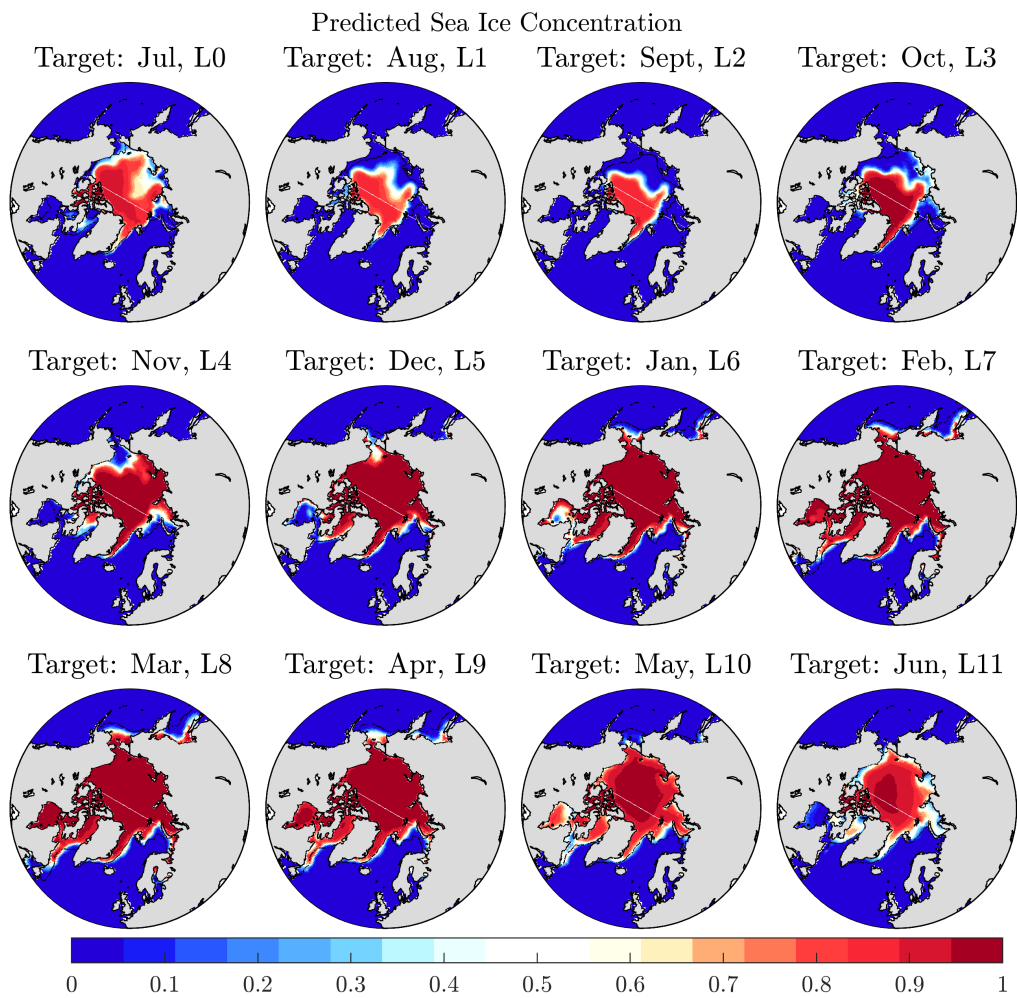 Predicted Sea Ice Concentration
Target: Jul, L0
Target: Aug, L1
Target: Sept, L2
Target: Oct, L3
Target: Nov, L4
Target: Dec, L5
Target: Jan, L6
Target: Feb, L7
Target: Mar, L8
Target: Apr, L9
Target: May, L10
Target: Jun, L11
0 0.1 0.2 0.3 0.4 0.5 0.6 0.7 0.8 0.9 1